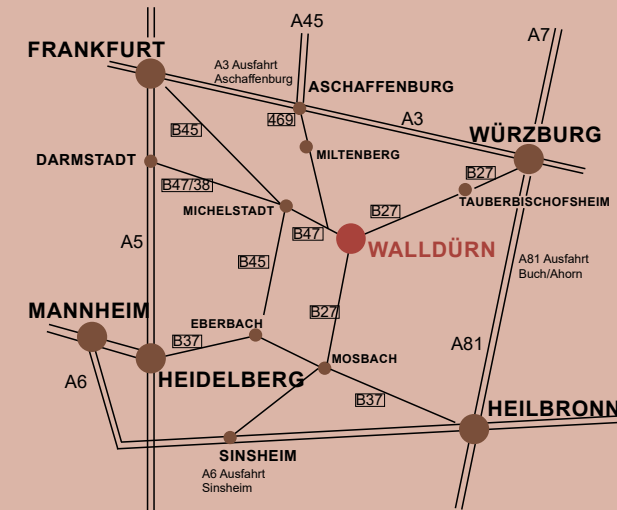 A45
A7
FRANKFURT
A3 Ausfahrt
Aschaffenburg
ASCHAFFENBURG
469
A3
B45
WÜRZBURG
DARMSTADT
MILTENBERG
B27
B47/38
TAUBERBISCHOFSHEIM
MICHELSTADT
B27
B47
A5
WALLDÜRN
B45
A81 Ausfahrt
Buch/Ahorn
MANNHEIM
B27
EBERBACH
B37
A81
MOSBACH
A6
HEIDELBERG
B37
HEILBRONN
SINSHEIM
A6 Ausfahrt
Sinsheim